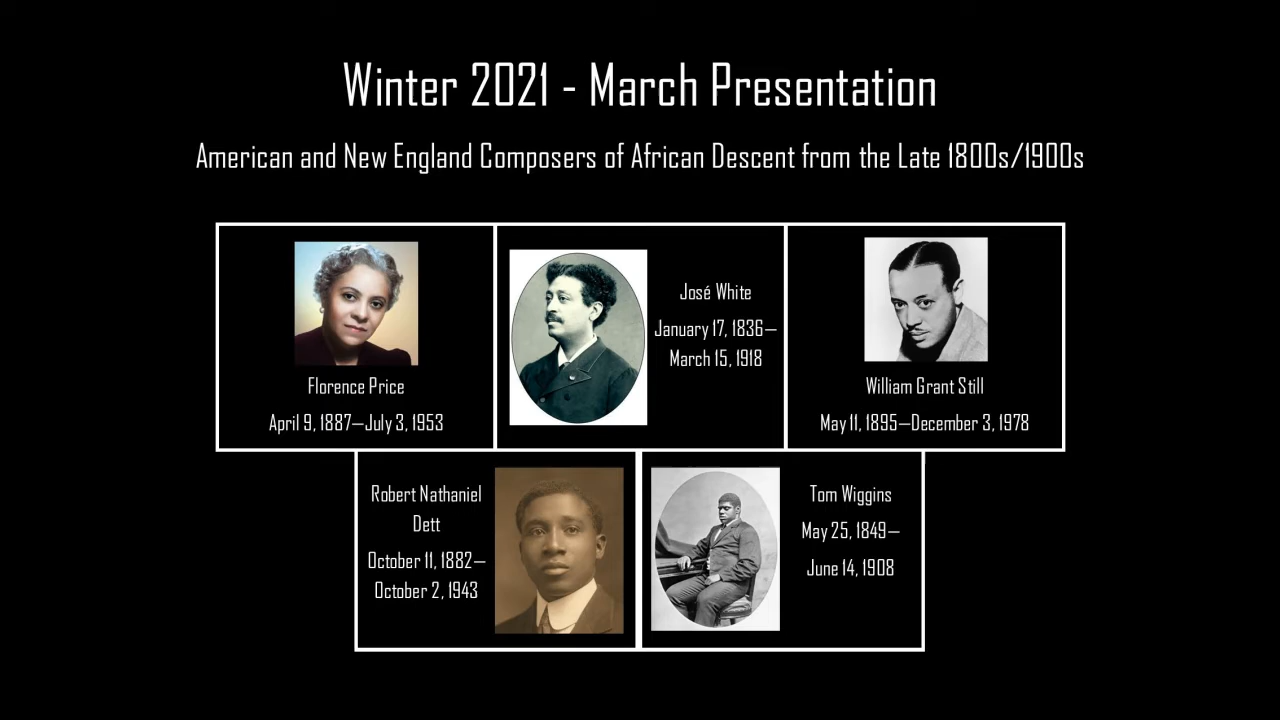 Winter 2021 - March Presentation
American and New England Composers of African Descent from the Late 1800s/1900s
Florence Price
April 9, 1887—July 3, 1953
José White
January 17, 1836—
March 15, 1918
William Grant Still
May 11, 1895—December 3, 1978
Robert Nathaniel
Dett
October 11, 1882—
October 2, 1943
Tom Wiggins
May 25, 1849—
June 14, 1908